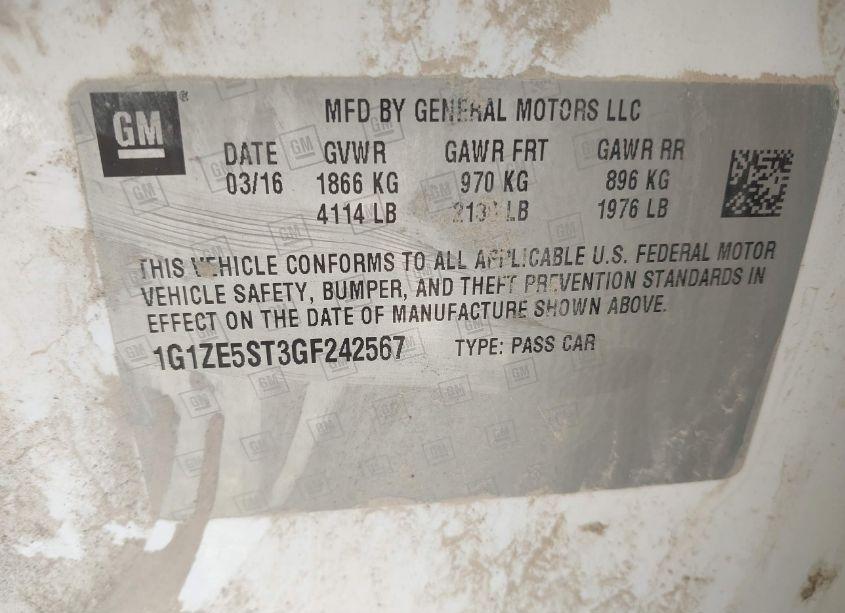 GM
MFD BY GENERAL MOTORS LLC
DATE GVWR GAWR FRT GAWR RR
03/16 1866 KG 970 KG 896 KG
4114 LB LB 1976 LB
THIS VEHICLE CONFORMS TO ALL APPLICABLE U.S. FEDERAL MOTOR
VEHICLE SAFETY, BUMPER, AND THEFT PREVENTION STANDARDS IN
EFFECT ON THE DATE OF MANUFACTURE SHOWN ABOVE.
1G1ZE5ST3GF242567 TYPE: PASS CAR